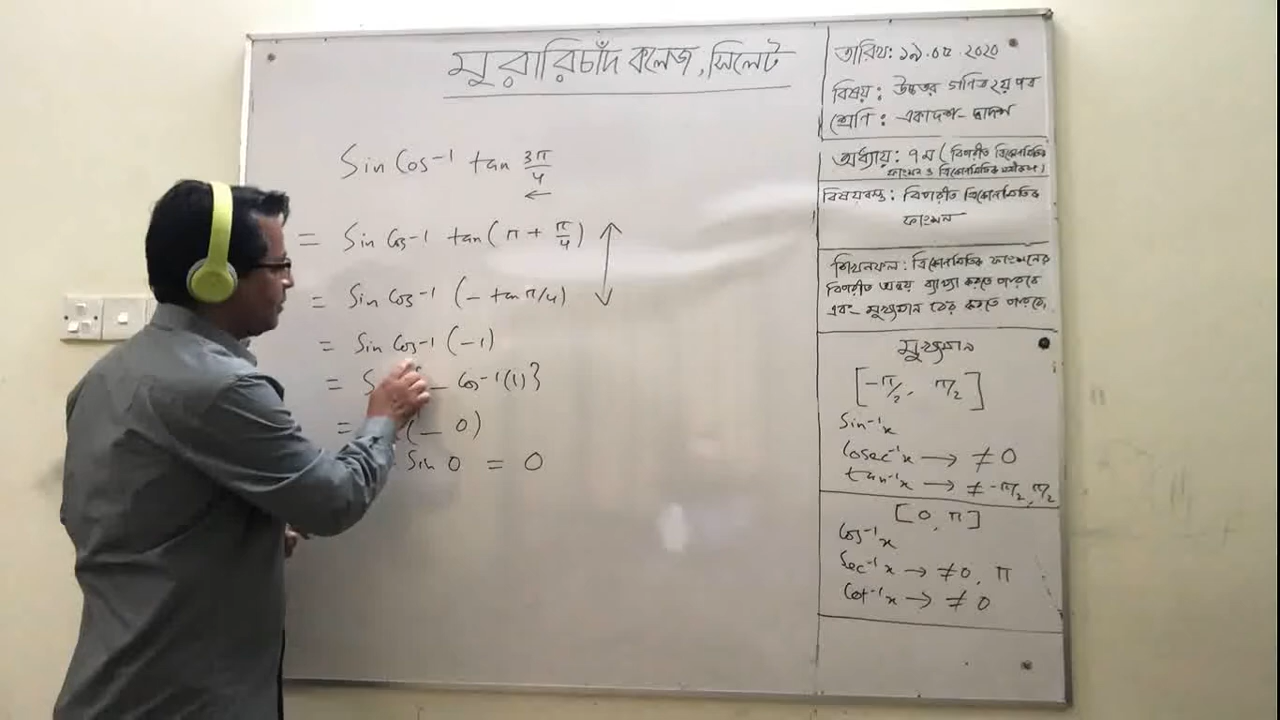 মুরারিচাঁদ কলেজ, সিলেট
Sin Cos⁻¹ tan 3π/4
←
= Sin Cos⁻¹ tan(π + π/4)
= Sin Cos⁻¹ (- tan π/4)
= Sin Cos⁻¹ (-1)
= S – Cos⁻¹(1)}
= ( – 0)
Sin 0 = 0
তারিখ: ১৯.০৫.২০২০
বিষয়: উচ্চতর গণিত ২য় পত্র
শ্রেণি: একাদশ - দ্বাদশ
অধ্যায়: ৭ম (বিপরীত ত্রিকোণমিতিক
ফাংশন ও ত্রিকোণমিতিক সমীকরণ)
বিষয়বস্তু: বিপরীত ত্রিকোণমিতিক
ফাংশন
শিখনফল: ত্রিকোণমিতিক ফাংশনের
বিপরীত অন্বয় ব্যাখ্যা করতে পারবে
এবং মুখ্যমান বের করতে পারবে.
মুখ্যমান
[-π/2, π/2]
Sin⁻¹x
Cosec⁻¹x → ≠ 0
tan⁻¹x → ≠ -π/2, π/2
[0, π]
Cos⁻¹x
Sec⁻¹x → ≠ 0, π
Cot⁻¹x → ≠ 0